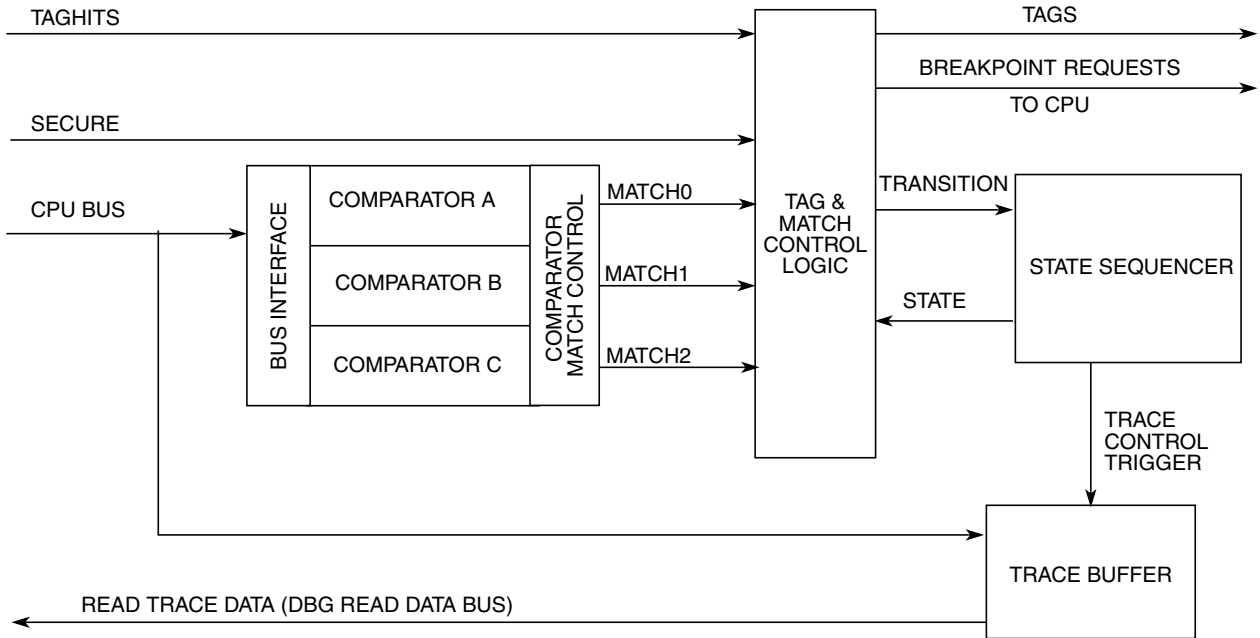 TAGHITS
TAGS
BREAKPOINT REQUESTS
TO CPU
SECURE
CPU BUS
BUS INTERFACE
COMPARATOR A
COMPARATOR B
COMPARATOR C
COMPARATOR
MATCH CONTROL
MATCH0
MATCH1
MATCH2
TAG &
MATCH
CONTROL
LOGIC
TRANSITION
STATE
STATE SEQUENCER
TRACE
CONTROL
TRIGGER
TRACE BUFFER
READ TRACE DATA (DBG READ DATA BUS)